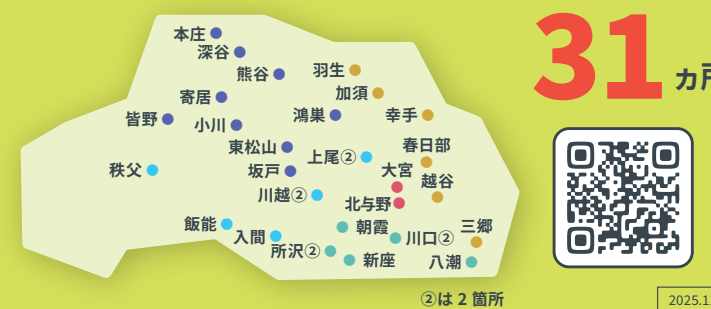 本庄
深谷
熊谷
羽生
加須
寄居
皆野
小川
鴻巣
幸手
東松山
上尾②
春日部
秩父
坂戸
大宮
越谷
川越②
北与野
飯能
入間
朝霞
川口②
三郷
所沢②
新座
八潮
②は2箇所
31
カ所
2025.1